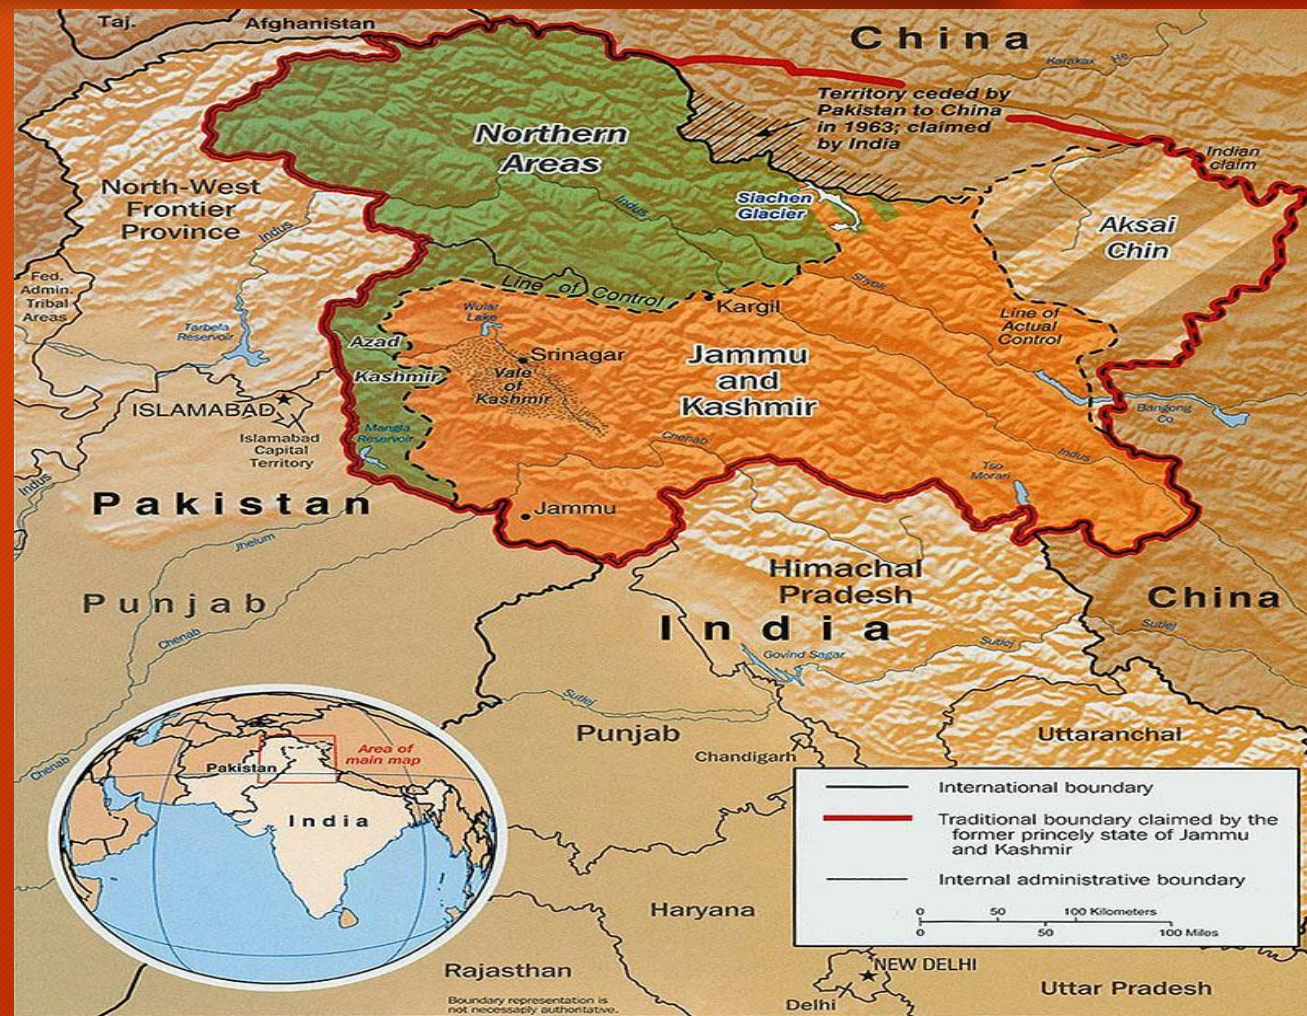 Taj.
Afghanistan
China
Karakax He
Territory ceded by
Pakistan to China
in 1963; claimed
by India
Northern
Areas
Indian
claim
North-West
Frontier
Province
Indus
Indus
Siachen
Glacier
Aksai
Chin
Fed.
Admin.
Tribal
Areas
Line of Control
Shyok
Kargil
Wular
Lake
Line of
Actual
Control
Tarbela
Reservoir
Azad
Kashmir
Srinagar
Jammu
and
Kashmir
Vale
of
Kashmir
ISLAMABAD
Islamabad
Capital
Territory
Mangla
Reservoir
Bangong
Co
Chenab
Indus
Tso
Morari
Indus
Pakistan
Jammu
Jhelum
Himachal
Pradesh
China
Punjab
India
Chenab
Sutlej
Sutlej
Govind Sagar
Sutlej
Punjab
Uttaranchal
Chandigarh
Chenab
Area of
main map
Pakistan
India
International boundary
Traditional boundary claimed by the
former princely state of Jammu
and Kashmir
Internal administrative boundary
0 50 100 Kilometers
0 50 100 Miles
Haryana
Rajasthan
NEW DELHI
Delhi
Uttar Pradesh
Boundary representation is
not necessarily authoritative.